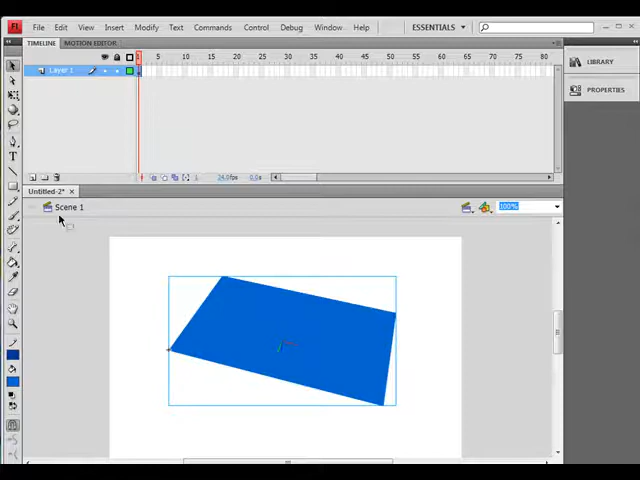 Fl File Edit View Insert Modify Text Commands Control Debug Window Help ESSENTIALS
TIMELINE MOTION EDITOR
1 5 10 15 20 25 30 35 40 45 50 55 60 65 70 75 80
LIBRARY
Layer 1
PROPERTIES
1 24.0fps 0.0s
Untitled-2*
Scene 1 100%
T